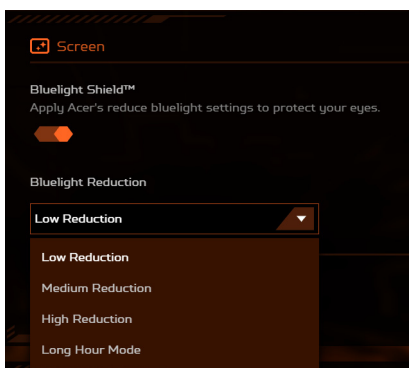 Screen
Bluelight Shield™
Apply Acer's reduce bluelight settings to protect your eyes.
Bluelight Reduction
Low Reduction
Low Reduction
Medium Reduction
High Reduction
Long Hour Mode